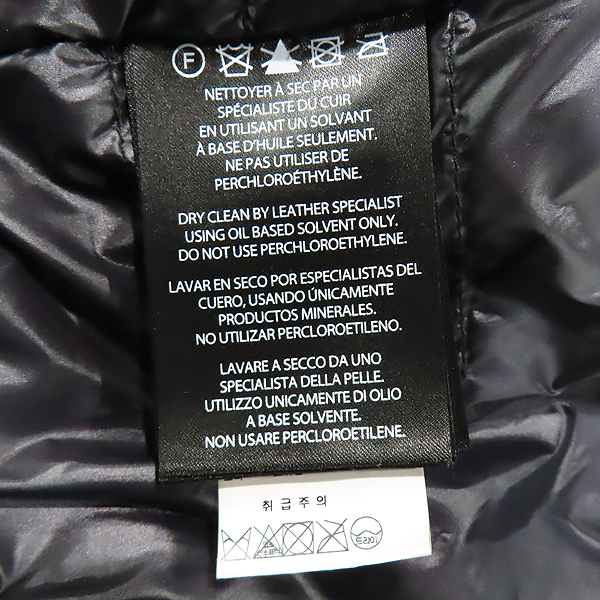 F
NETTOYER À SEC PAR UN
SPÉCIALISTE DU CUIR
EN UTILISANT UN SOLVANT
À BASE D'HUILE SEULEMENT.
NE PAS UTILISER DE
PERCHLOROÉTHYLÈNE.
DRY CLEAN BY LEATHER SPECIALIST
USING OIL BASED SOLVENT ONLY.
DO NOT USE PERCHLOROETHYLENE.
LAVAR EN SECO POR ESPECIALISTAS DEL
CUERO, USANDO ÚNICAMENTE
PRODUCTOS MINERALES.
NO UTILIZAR PERCLOROETILENO.
LAVARE A SECCO DA UNO
SPECIALISTA DELLA PELLE.
UTILIZZO UNICAMENTE DI OLIO
A BASE SOLVENTE.
NON USARE PERCLOROETILENE.
취급주의
드라이